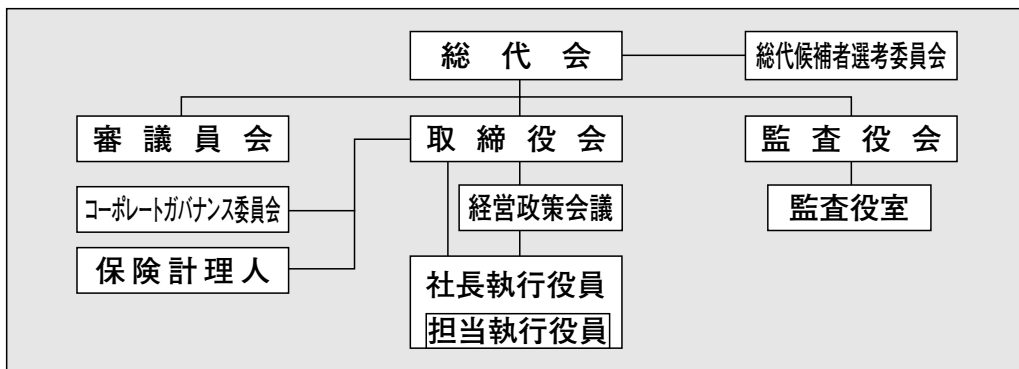 総代会
総代候補者選考委員会
審議員会
取締役会
監査役会
コーポレートガバナンス委員会
経営政策会議
監査役室
保険計理人
社長執行役員
担当執行役員